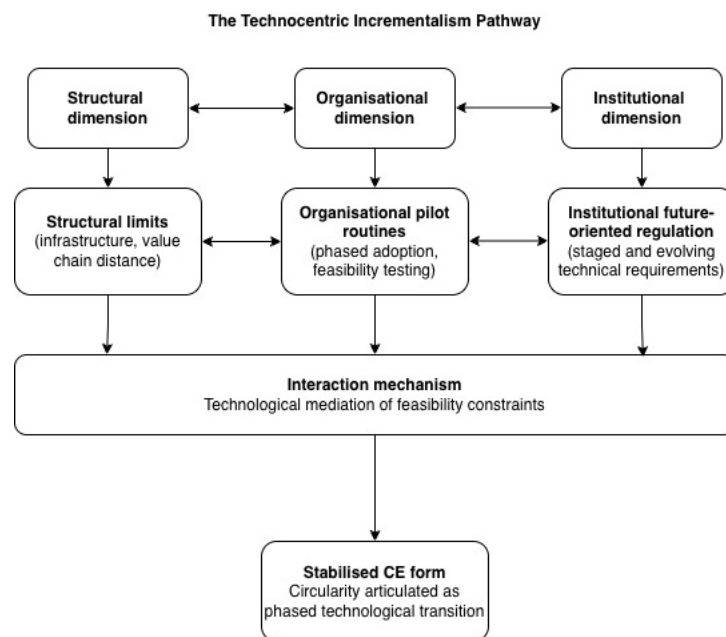 The Technocentric Incrementalism Pathway
Structural
dimension
Organisational
dimension
Institutional
dimension
Structural limits
(infrastructure, value
chain distance)
Organisational pilot
routines
(phased adoption,
feasibility testing)
Institutional future-
oriented regulation
(staged and evolving
technical requirements)
Interaction mechanism
Technological mediation of feasibility constraints
Stabilised CE form
Circularity articulated as
phased technological transition